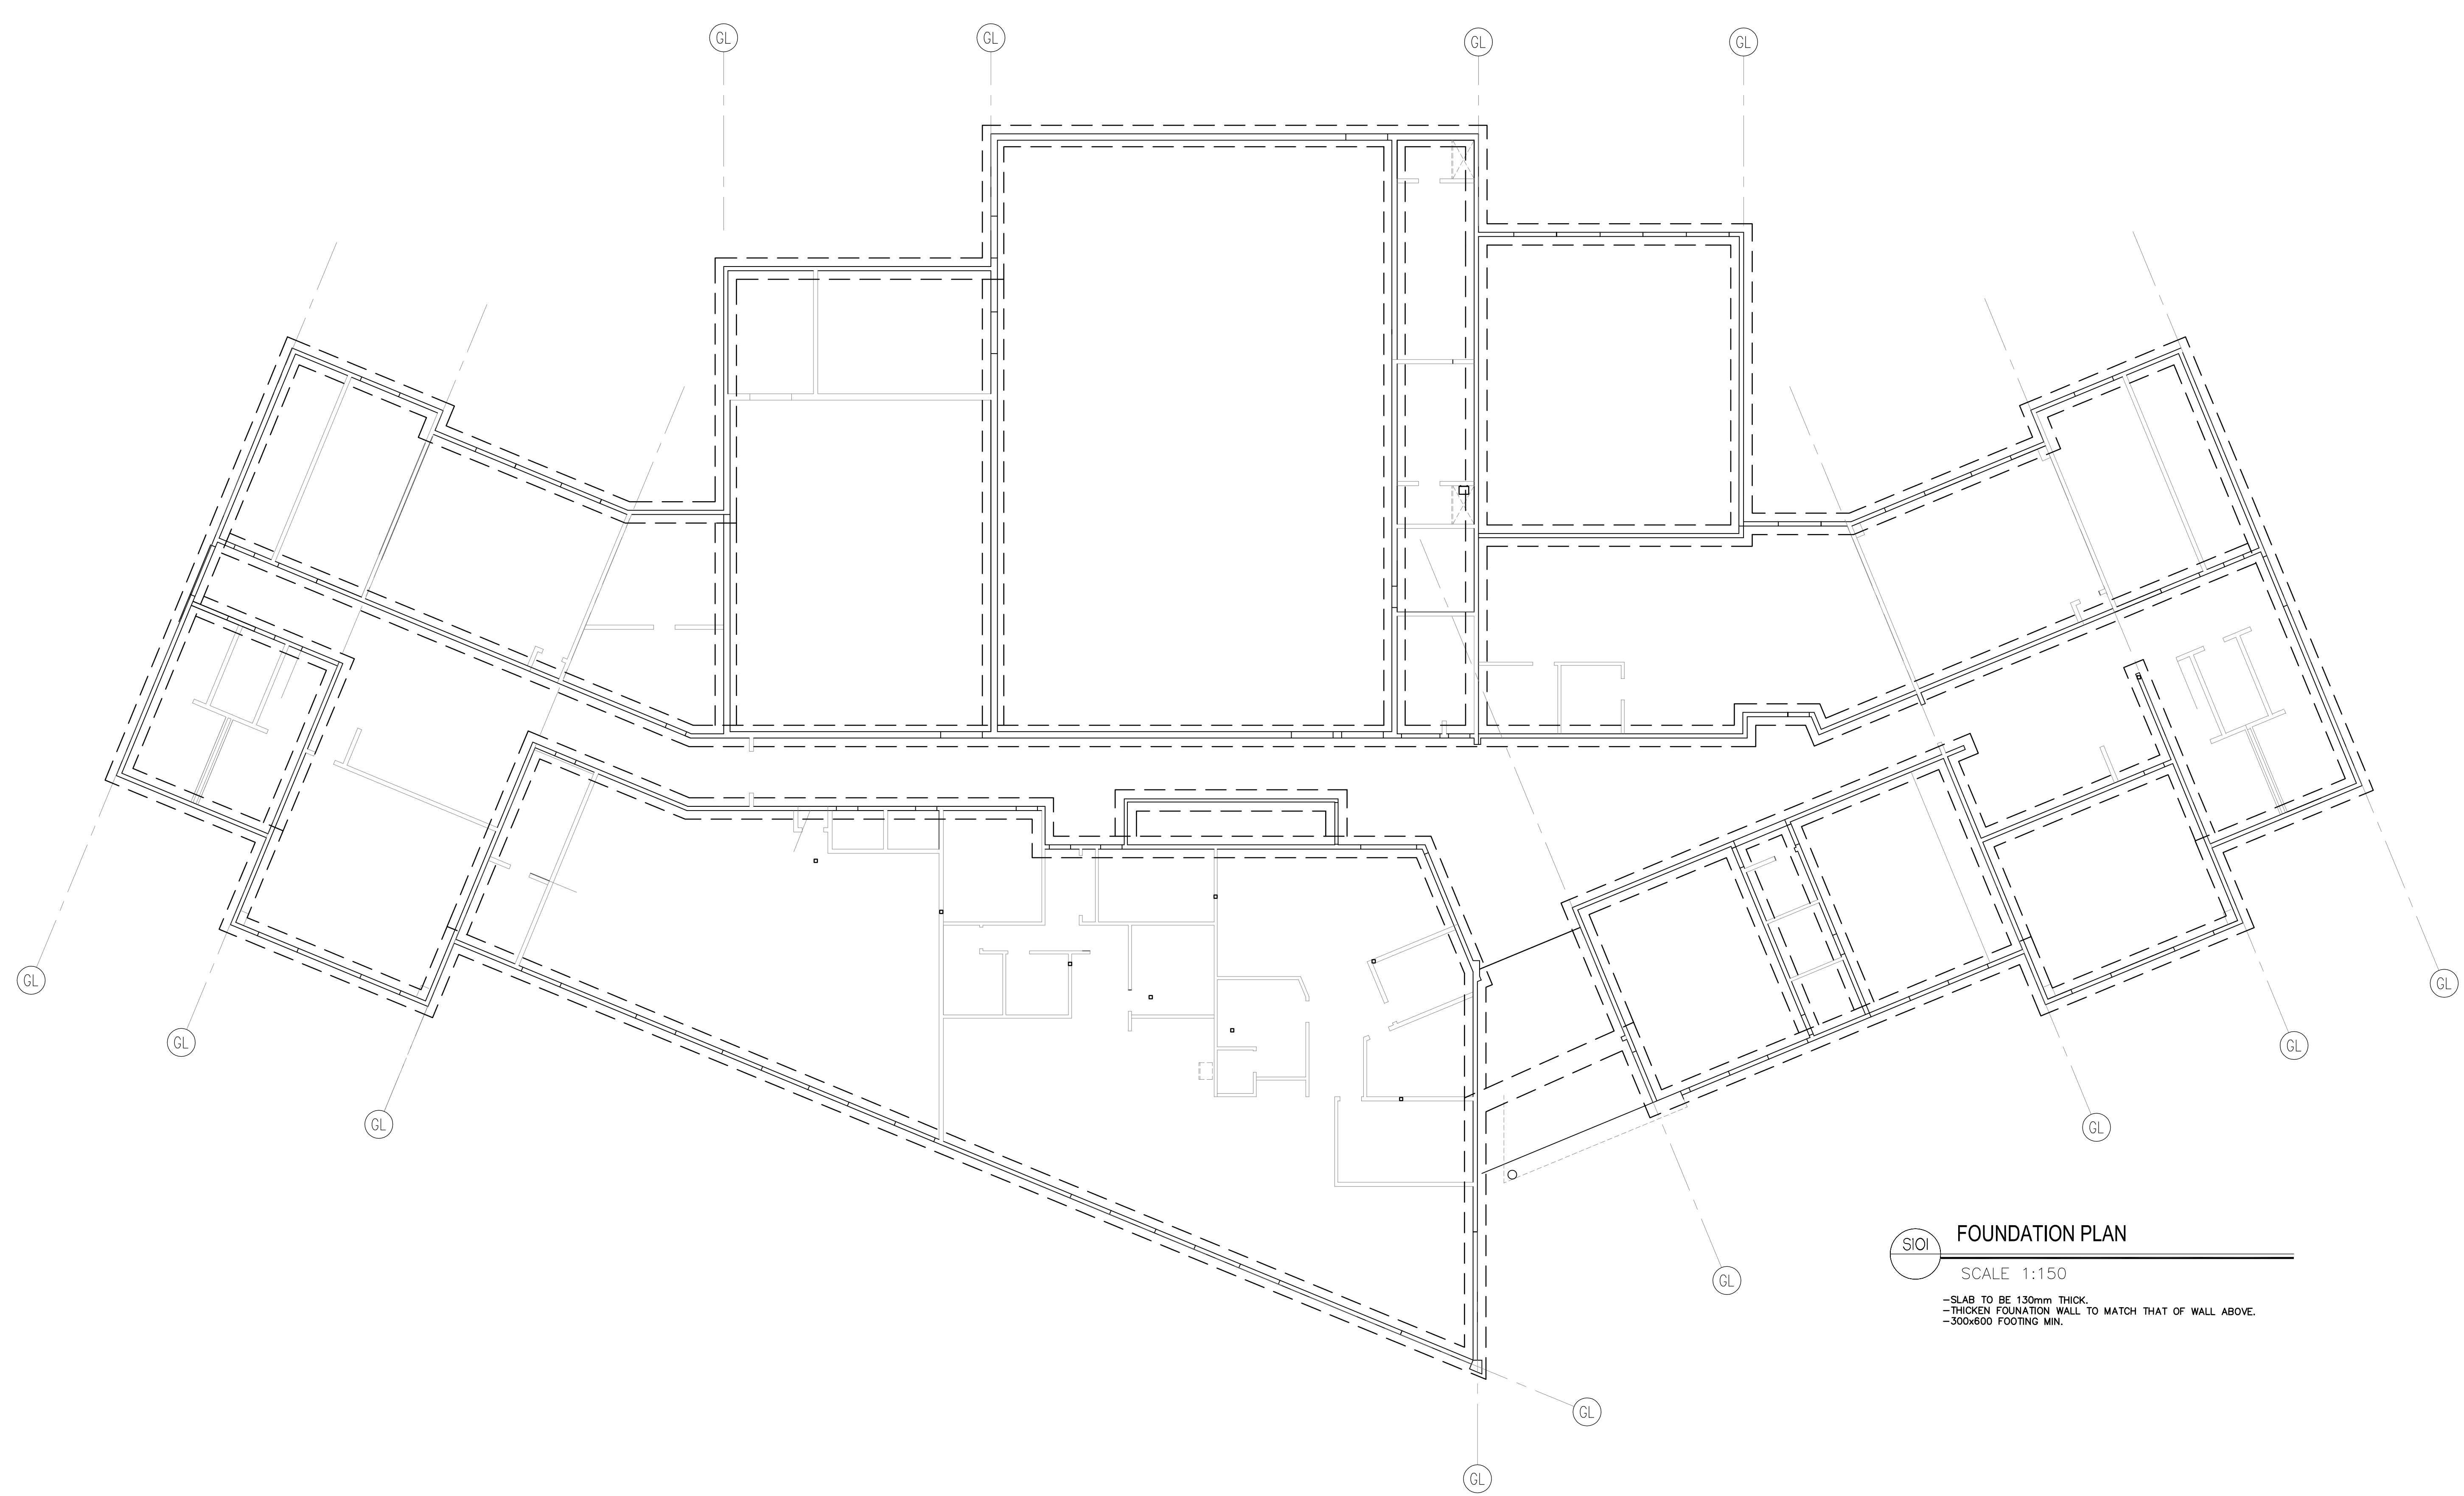 GL
GL
GL
GL
GL
GL
GL
GL
GL
GL
GL
GL
GL
S101
FOUNDATION PLAN
SCALE 1:150
-SLAB TO BE 130mm THICK.
-THICKEN FOUNATION WALL TO MATCH THAT OF WALL ABOVE.
-300x600 FOOTING MIN.